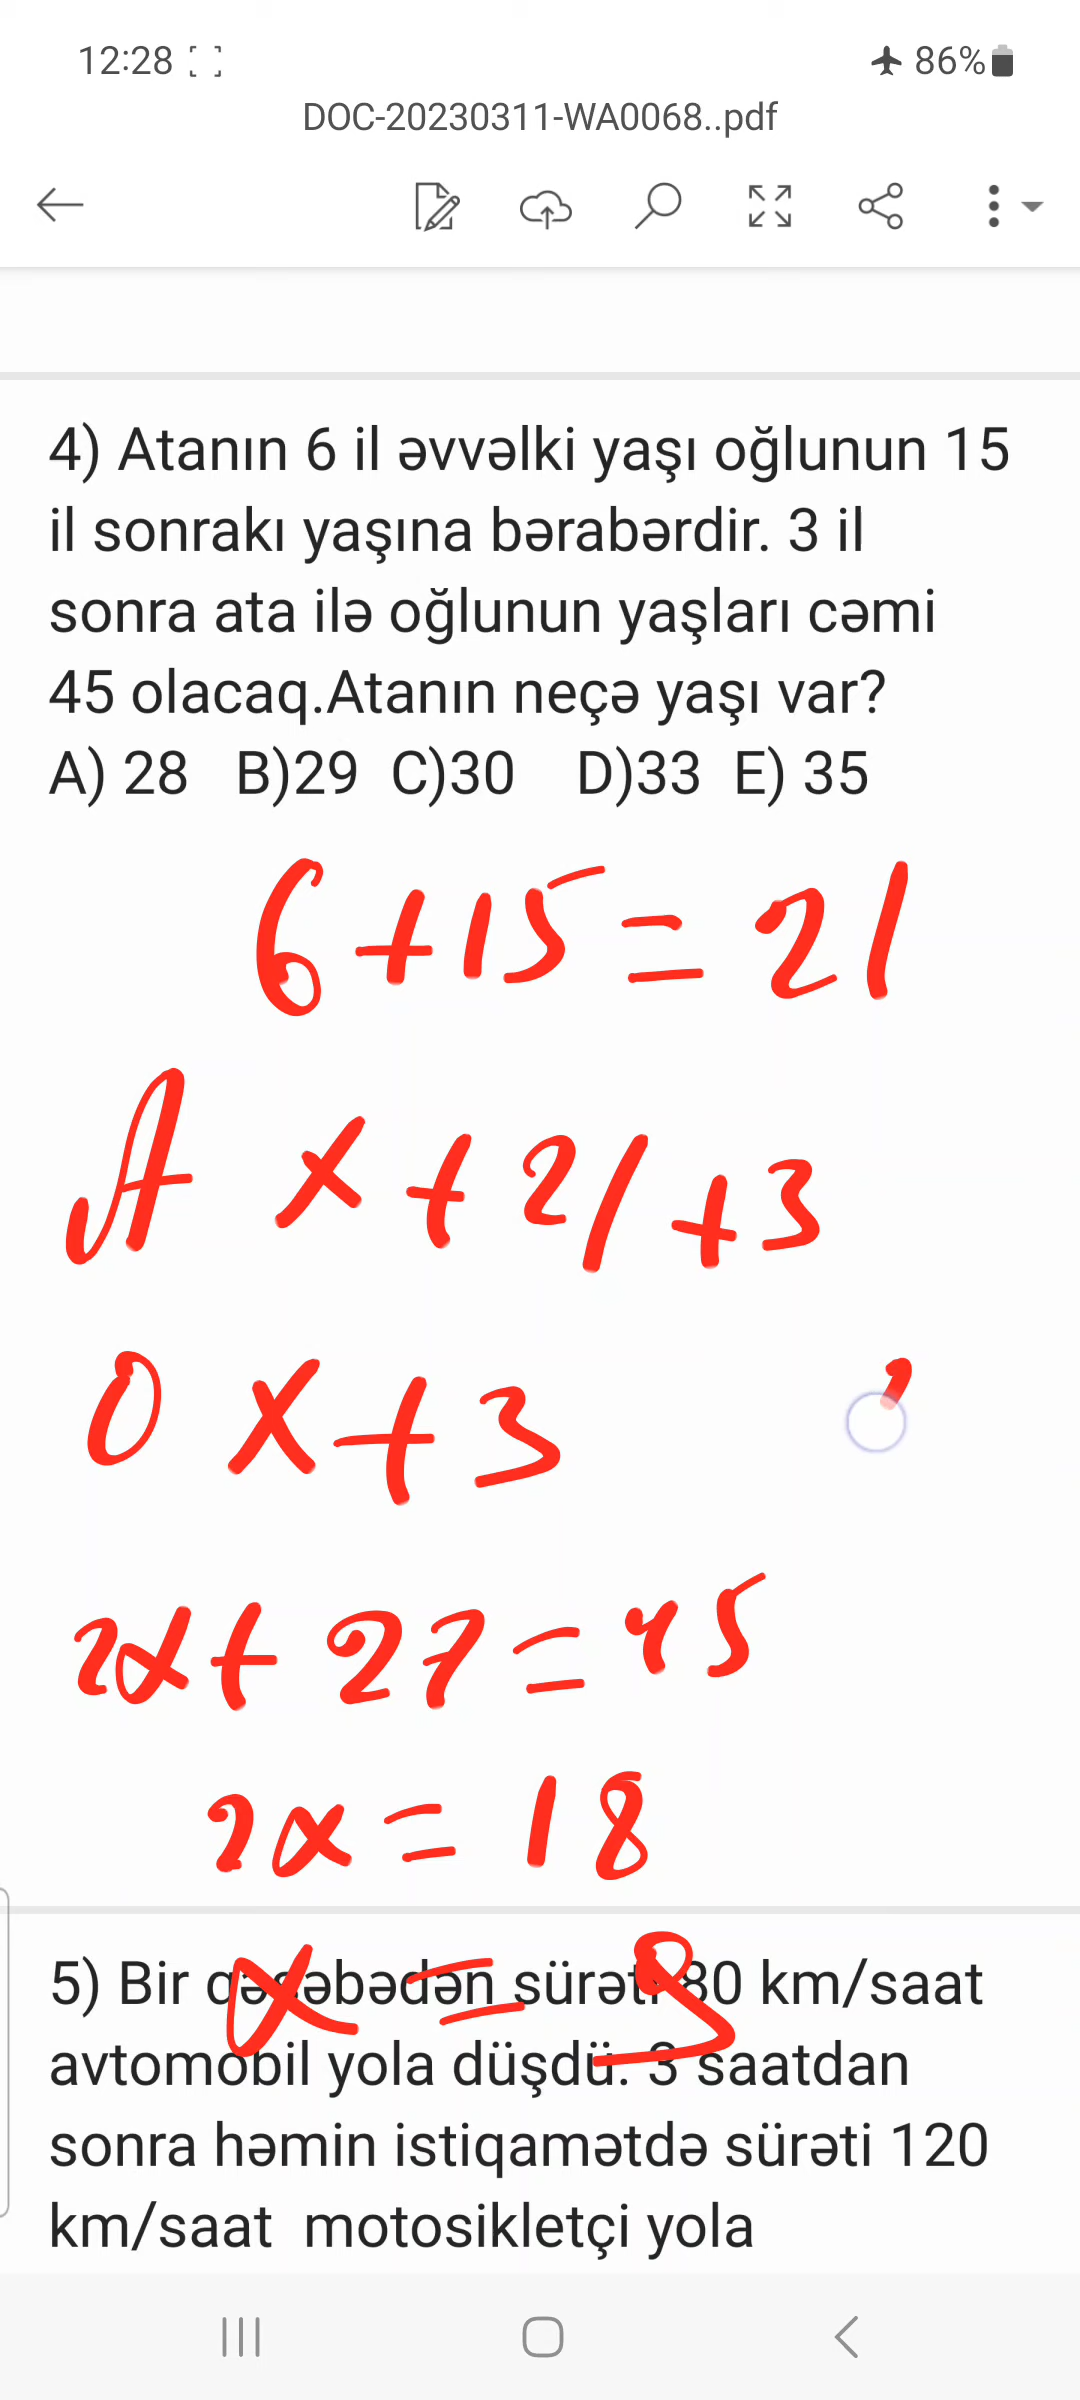 12:28 86%
DOC-20230311-WA0068..pdf
4) Atanın 6 il əvvəlki yaşı oğlunun 15
il sonrakı yaşına bərabərdir. 3 il
sonra ata ilə oğlunun yaşları cəmi
45 olacaq.Atanın neçə yaşı var?
A) 28 B)29 C)30 D)33 E) 35
6+15=21
A x+21+3
O x+3
2x+27=45
2x=18
x=9
5) Bir qəsəbədən sürəti 80 km/saat
avtomobil yola düşdü. 3 saatdan
sonra həmin istiqamətdə sürəti 120
km/saat motosikletçi yola